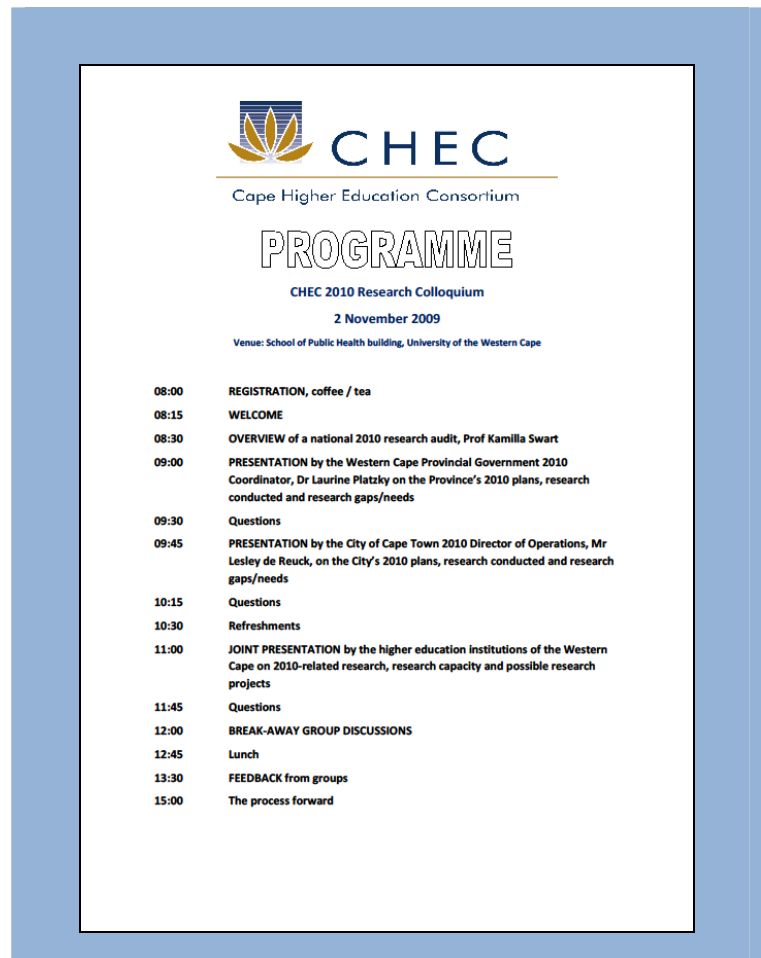 CHEC
Cape Higher Education Consortium
PROGRAMME
CHEC 2010 Research Colloquium
2 November 2009
Venue: School of Public Health building, University of the Western Cape
08:00 REGISTRATION, coffee / tea
08:15 WELCOME
08:30 OVERVIEW of a national 2010 research audit, Prof Kamilla Swart
09:00 PRESENTATION by the Western Cape Provincial Government 2010
Coordinator, Dr Laurine Platzky on the Province's 2010 plans, research
conducted and research gaps/needs
09:30 Questions
09:45 PRESENTATION by the City of Cape Town 2010 Director of Operations, Mr
Lesley de Reuck, on the City's 2010 plans, research conducted and research
gaps/needs
10:15 Questions
10:30 Refreshments
11:00 JOINT PRESENTATION by the higher education institutions of the Western
Cape on 2010-related research, research capacity and possible research
projects
11:45 Questions
12:00 BREAK-AWAY GROUP DISCUSSIONS
12:45 Lunch
13:30 FEEDBACK from groups
15:00 The process forward